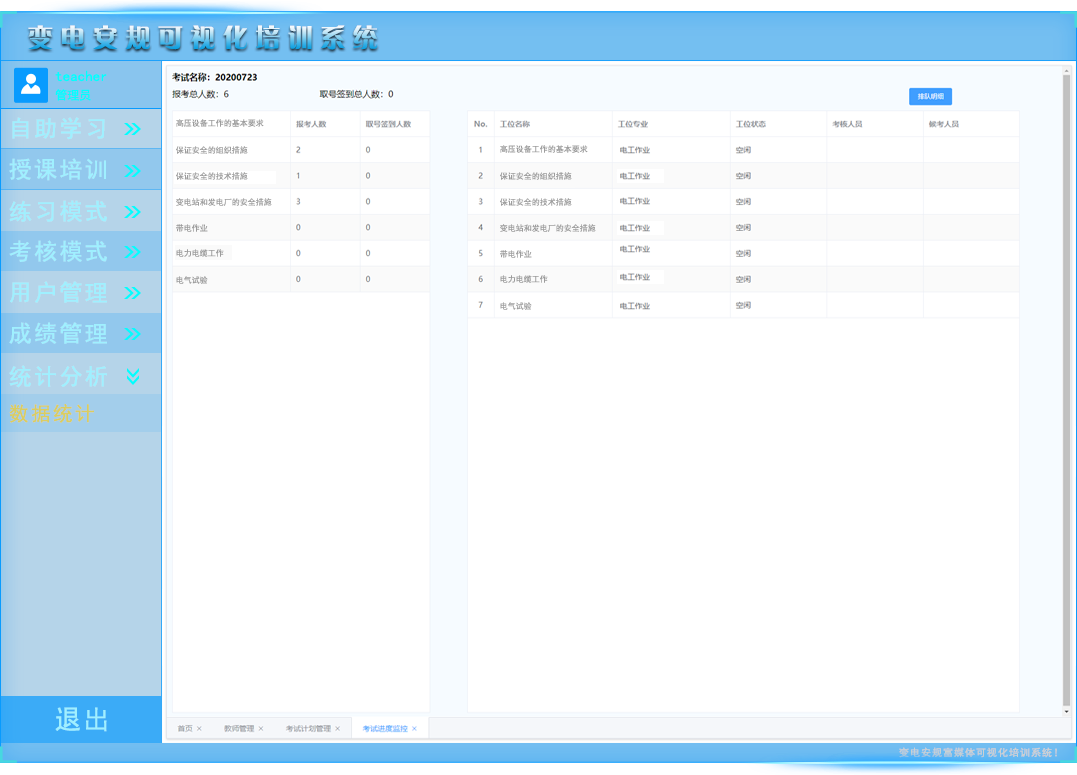 变电安规可视化培训系统
teacher
管理员
自助学习
授课培训
练习模式
考核模式
用户管理
成绩管理
统计分析
数据统计
退出
考试名称：20200723
报考总人数：6 取号签到总人数：0
排队明细
高压设备工作的基本要求 报考人数 取号签到人数
保证安全的组织措施 2 0
保证安全的技术措施 1 0
变电站和发电厂的安全措施 3 0
带电作业 0 0
电力电缆工作 0 0
电气试验 0 0
No. 工位名称 工位专业 工位状态 考核人员 候考人员
1 高压设备工作的基本要求 电工作业 空闲
2 保证安全的组织措施 电工作业 空闲
3 保证安全的技术措施 电工作业 空闲
4 变电站和发电厂的安全措施 电工作业 空闲
5 带电作业 电工作业 空闲
6 电力电缆工作 电工作业 空闲
7 电气试验 电工作业 空闲
首页 × 教师管理 × 考试计划管理 × 考试进度监控 ×
变电安规富媒体可视化培训系统！